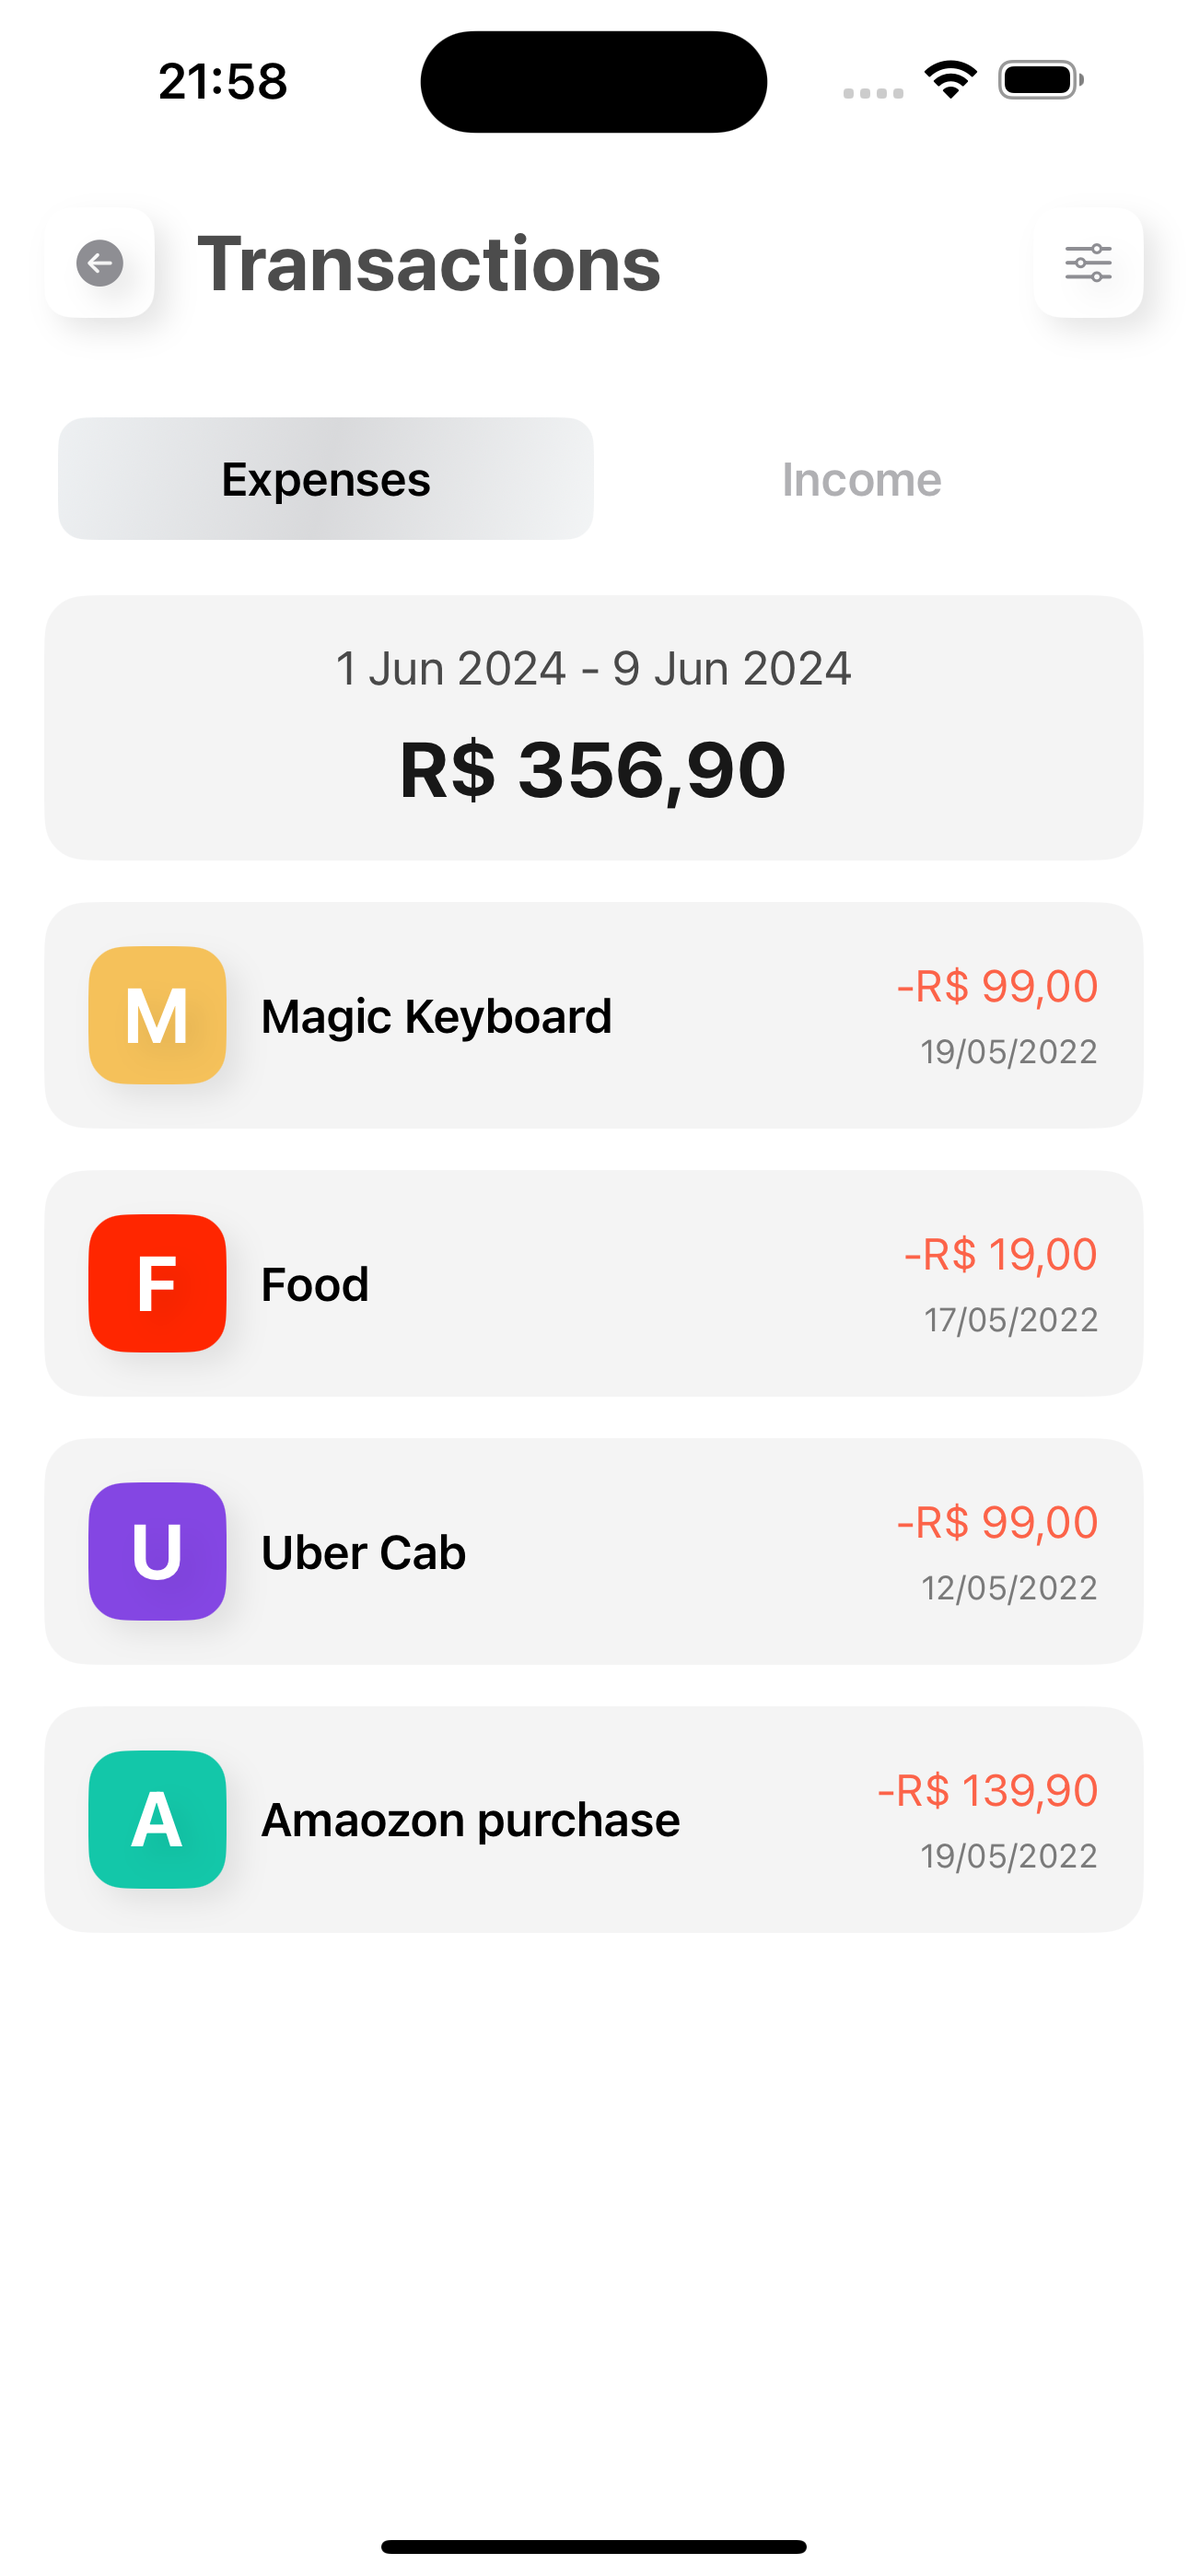 21:58
Transactions
Expenses
Income
1 Jun 2024 - 9 Jun 2024
R$ 356,90
M
Magic Keyboard
-R$ 99,00
19/05/2022
F
Food
-R$ 19,00
17/05/2022
U
Uber Cab
-R$ 99,00
12/05/2022
A
Amaozon purchase
-R$ 139,90
19/05/2022